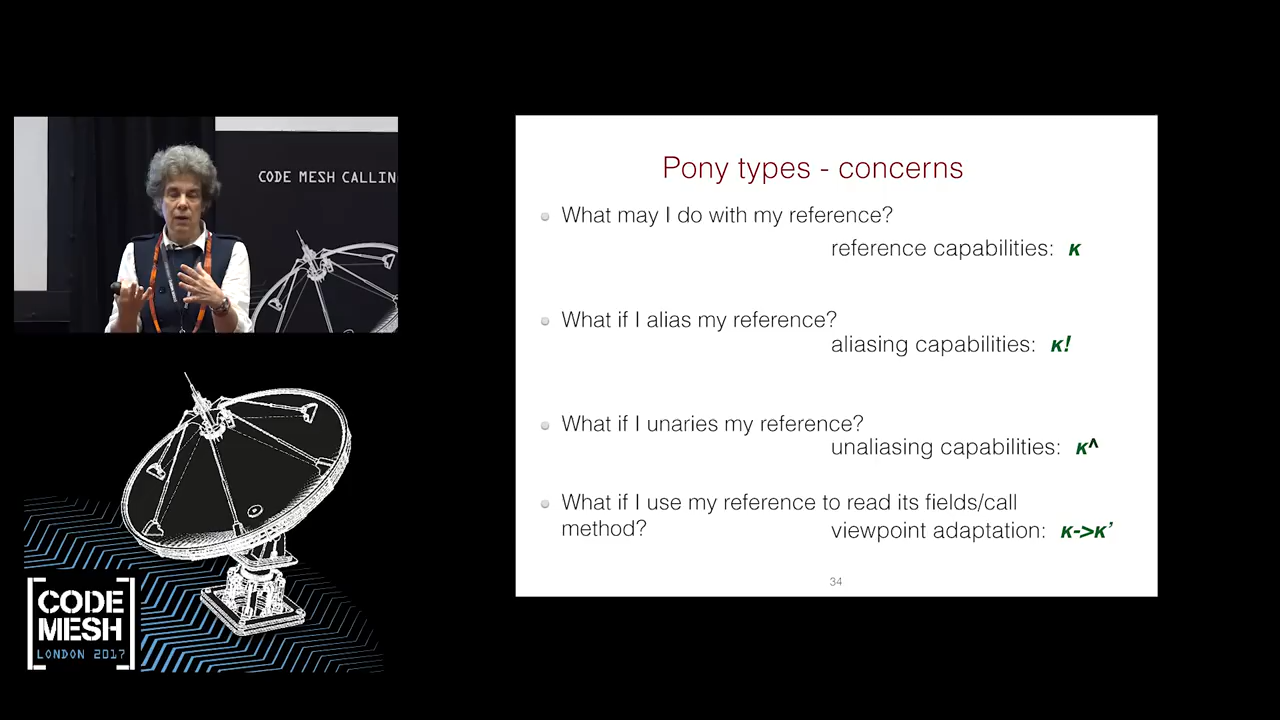 CODE MESH CALLIN
Pony types - concerns
What may I do with my reference?
reference capabilities: κ
What if I alias my reference?
aliasing capabilities: κ!
What if I unaries my reference?
unaliasing capabilities: κ^
What if I use my reference to read its fields/call
method?
viewpoint adaptation: κ->κ’
34
CODE
MESH
LONDON 2017